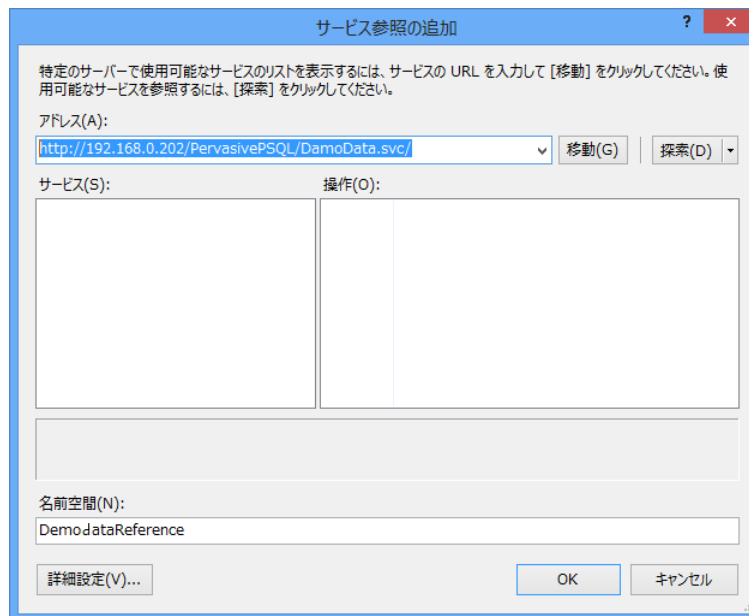 サービス参照の追加
? ×
特定のサーバーで使用可能なサービスのリストを表示するには、サービスの URL を入力して [移動] をクリックしてください。使
用可能なサービスを参照するには、[探索] をクリックしてください。
アドレス(A):
http://192.168.0.202/PervasivePSQL/DamoData.svc/ 移動(G) 探索(D)
サービス(S): 操作(O):
名前空間(N):
DemodataReference
詳細設定(V)... OK キャンセル